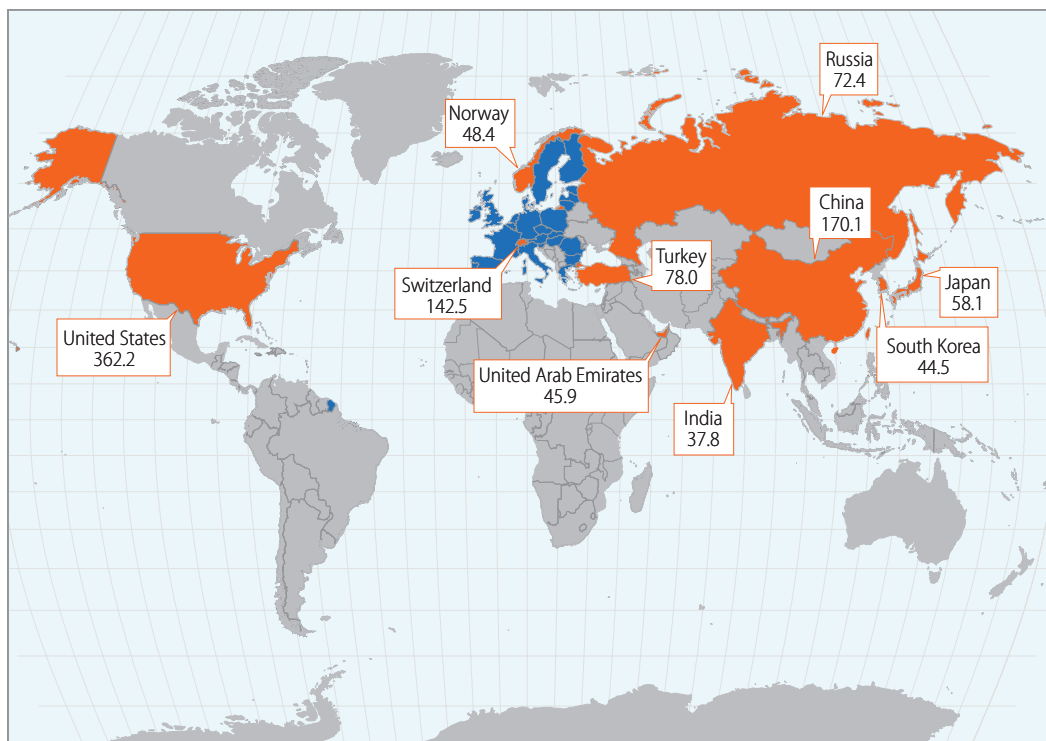 Russia
72.4
Norway
48.4
China
170.1
Turkey
78.0
Switzerland
142.5
Japan
58.1
United States
362.2
South Korea
44.5
United Arab Emirates
45.9
India
37.8